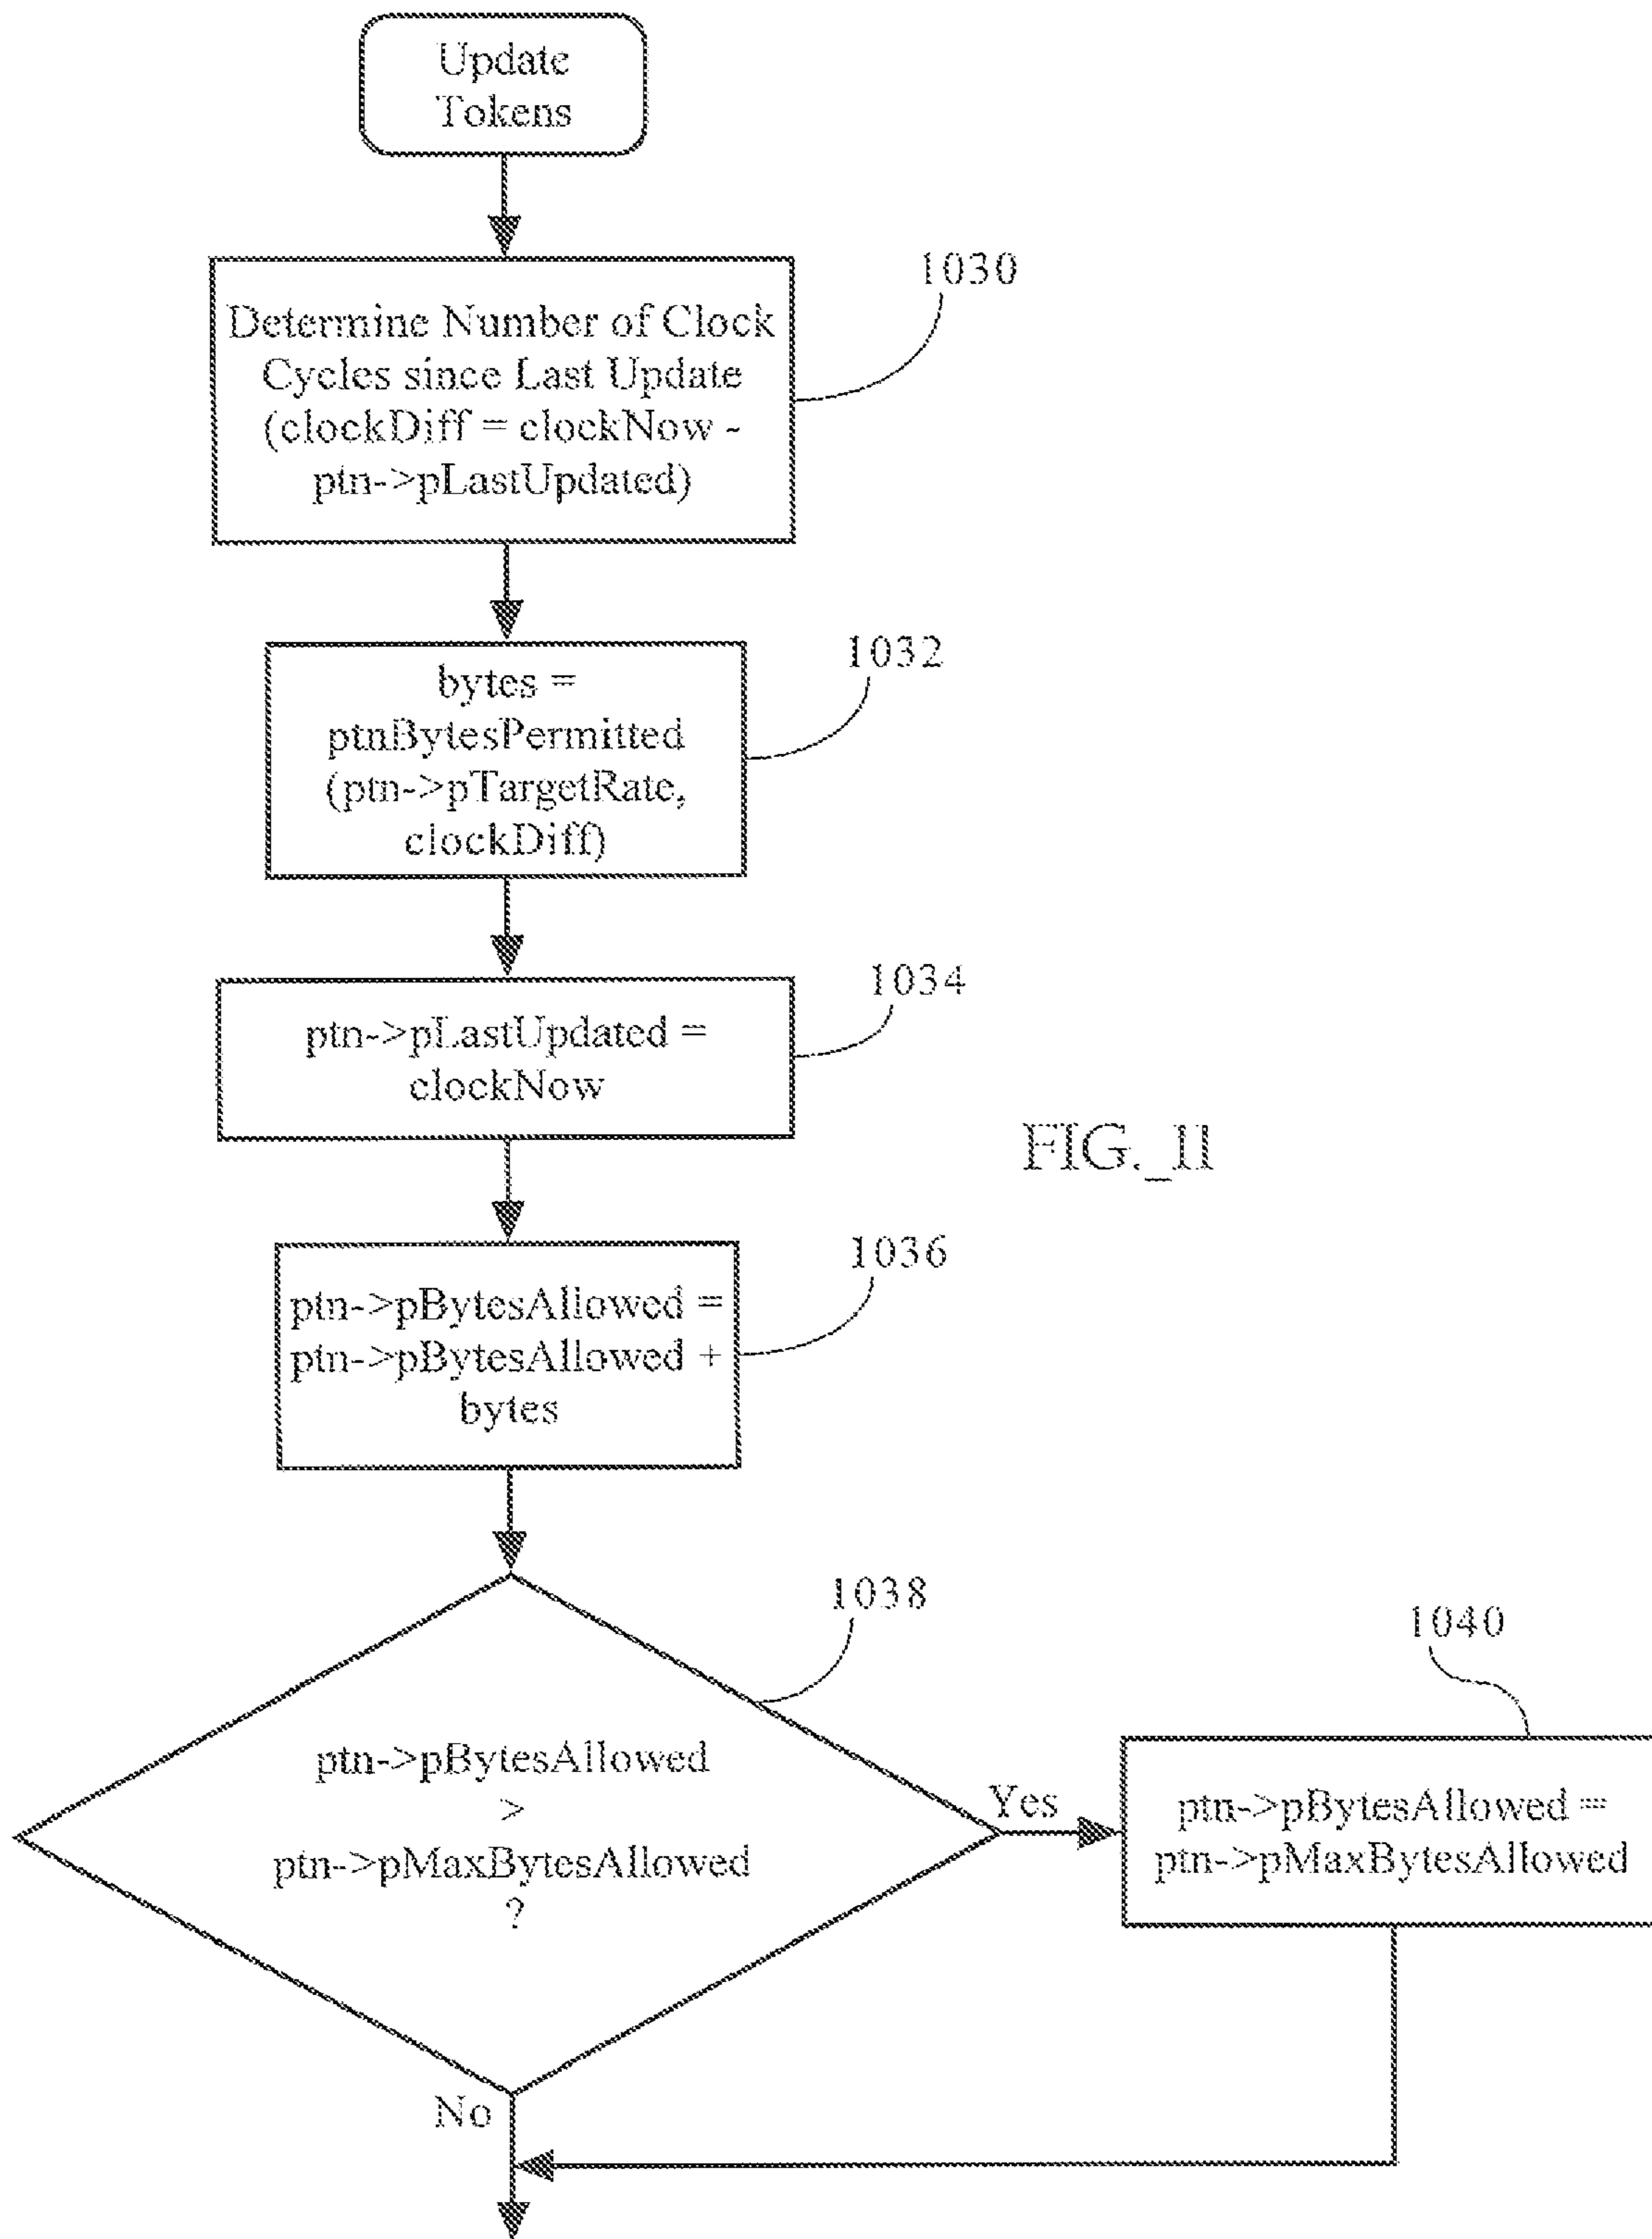 Update
Tokens
1030
Determine Number of Clock
Cycles since Last Update
(clockDiff = clockNow -
ptn->pLastUpdated)
1032
bytes =
ptnBytesPermitted
(ptn->pTargetRate,
clockDiff)
1034
ptn->pLastUpdated =
clockNow
FIG._11
1036
ptn->pBytesAllowed =
ptn->pBytesAllowed +
bytes
1038
ptn->pBytesAllowed
>
ptn->pMaxBytesAllowed
?
Yes
1040
ptn->pBytesAllowed =
ptn->pMaxBytesAllowed
No